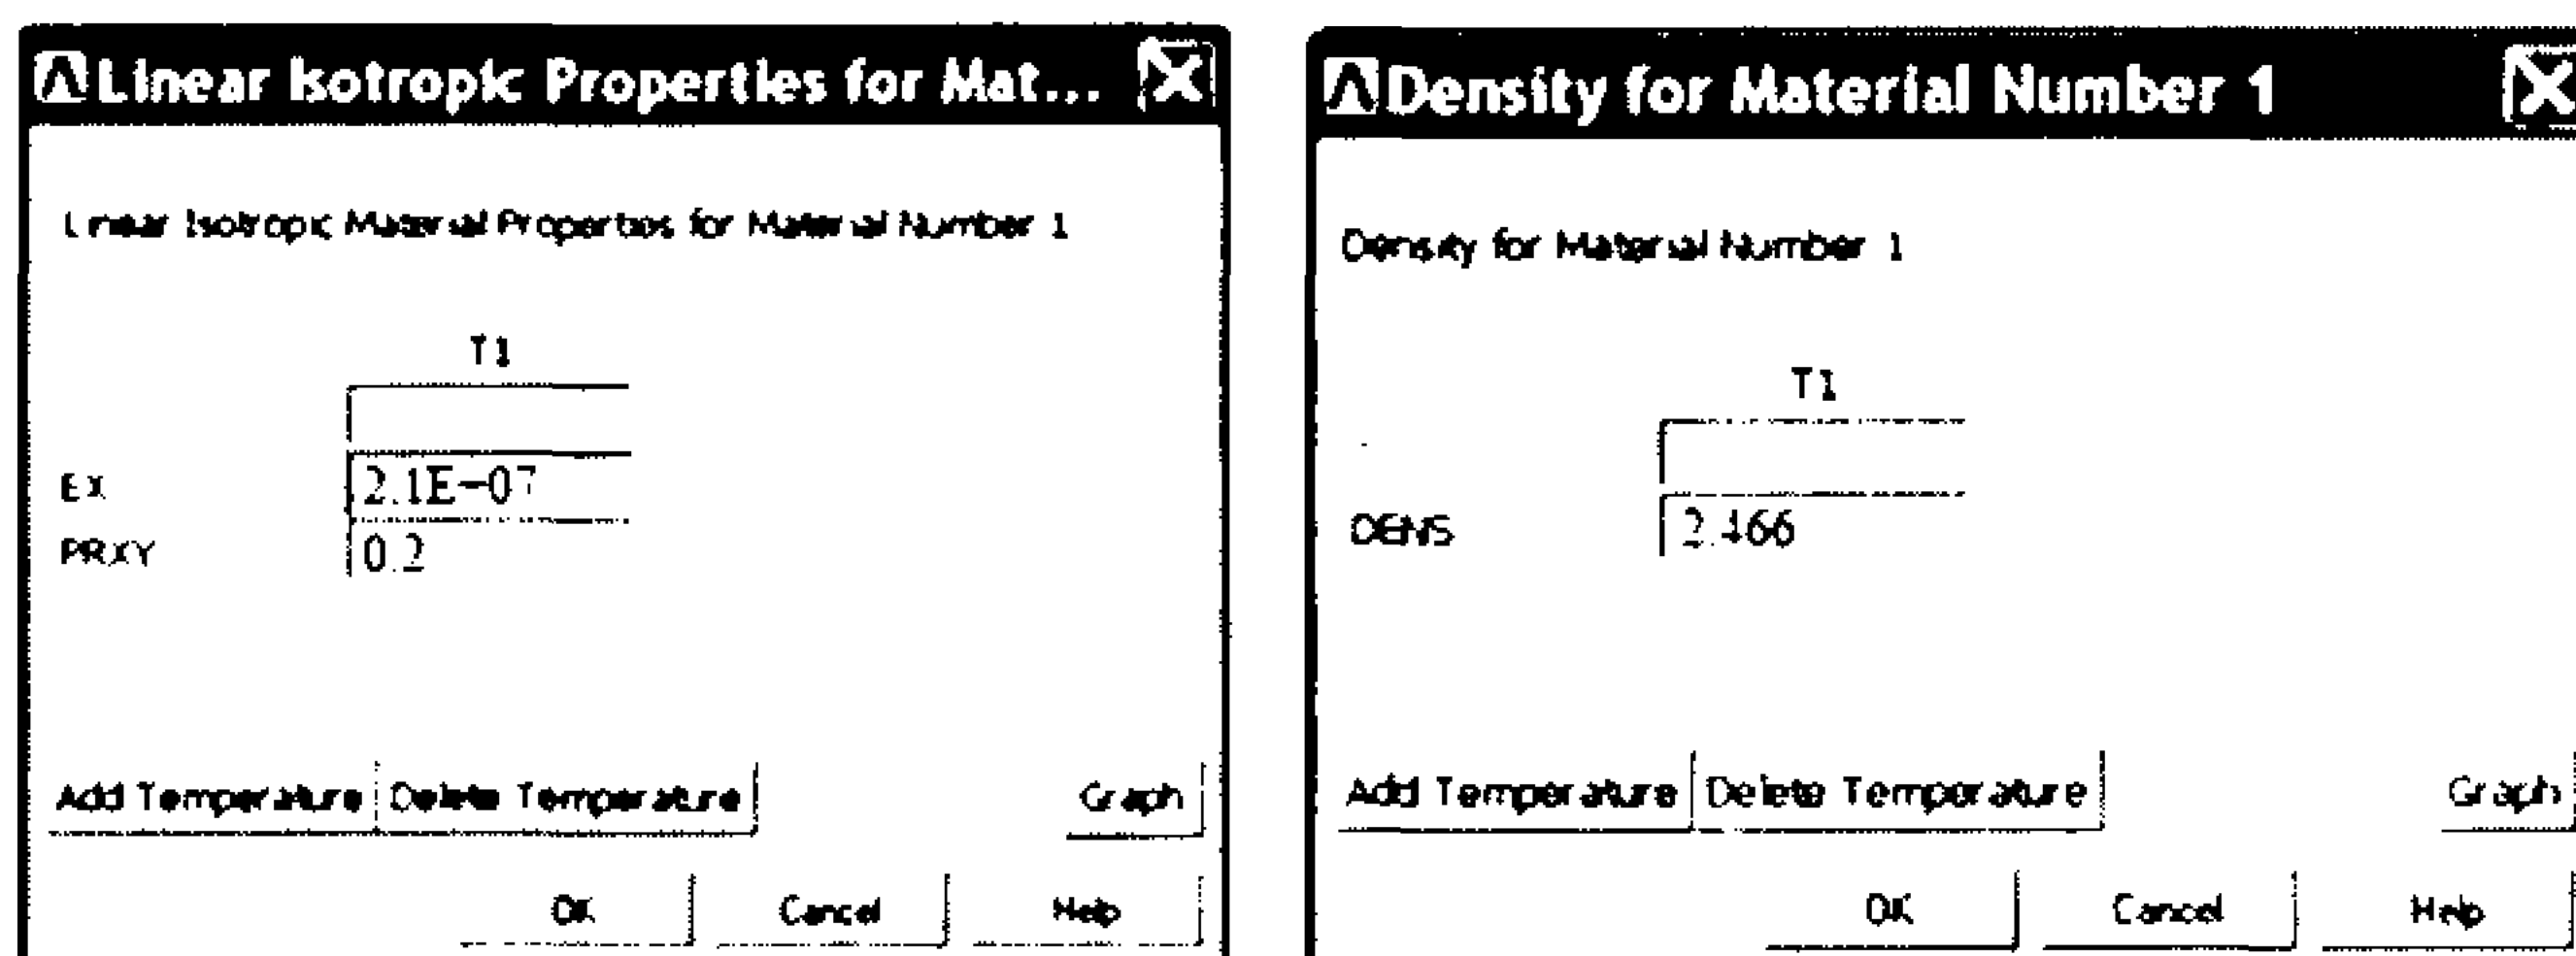 Linear Isotropic Properties for Mat...
Linear Isotropic Material Properties for Material Number 1
T1
EX 2.1E-07
PRXY 0.2
Add Temperature Delete Temperature Graph
OK Cancel Help
Density for Material Number 1
Density for Material Number 1
T1
DENS 2.466
Add Temperature Delete Temperature Graph
OK Cancel Help